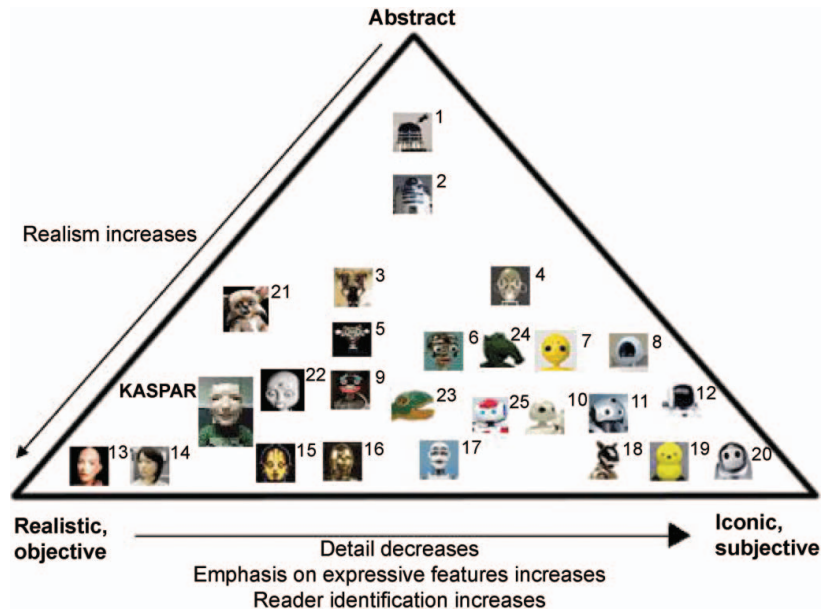 Abstract
1
2
Realism increases
21
3
4
5
6
24
7
8
KASPAR
22
9
23
25
10
11
12
13
14
15
16
17
18
19
20
Realistic,
objective
Iconic,
subjective
Detail decreases
Emphasis on expressive features increases
Reader identification increases